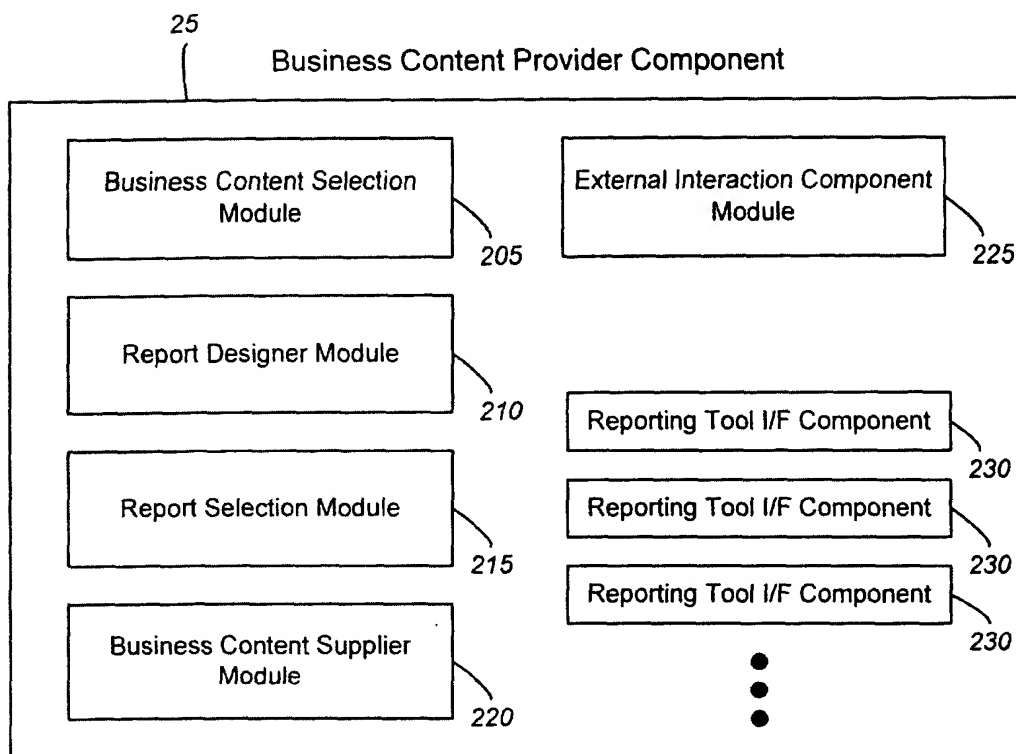 25
Business Content Provider Component
Business Content Selection
Module
205
Report Designer Module
210
Report Selection Module
215
Business Content Supplier
Module
220
External Interaction Component
Module
225
Reporting Tool I/F Component
230
Reporting Tool I/F Component
230
Reporting Tool I/F Component
230